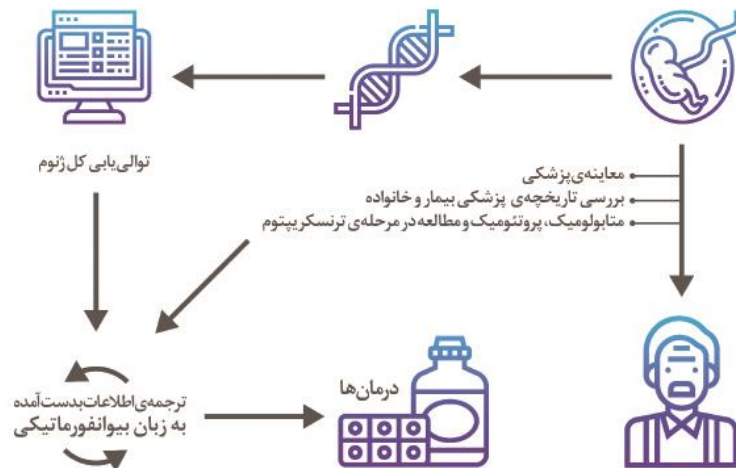 توالی‌یابی کل ژنوم
معاینه‌ی پزشکی
بررسی تاریخچه‌ی پزشکی بیمار و خانواده
متابولومیک، پروتئومیک و مطالعه در مرحله‌ی ترنسکریپتوم
درمان‌ها
ترجمه‌ی اطلاعات بدست‌آمده
به زبان بیوانفورماتیکی